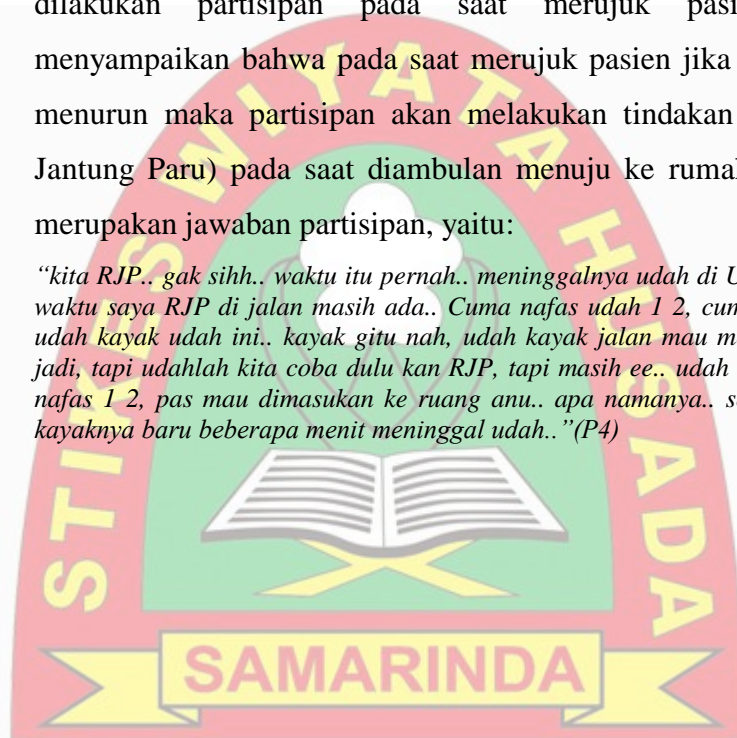 dilakukan partisipan pada saat merujuk
menyampaikan bahwa pada saat merujuk pasien jika
menurun maka partisipan akan melakukan tindakan
Jantung Paru) pada saat diambulan menuju ke
merupakan jawaban partisipan, yaitu:
“kita RJP.. gak sihh.. waktu itu pernah.. meninggalnya udah di
waktu saya RJP di jalan masih ada.. Cuma nafas udah 1 2,
udah kayak udah ini.. kayak gitu nah, udah kayak jalan mau
jadi, tapi udahlah kita coba dulu kan RJP, tapi masih ee.. udah
nafas 1 2, pas mau dimasukan ke ruang anu.. apa namanya..
kayaknya baru beberapa menit meninggal udah..”(P4)
STIKES WIYATA HUSADA
SAMARINDA